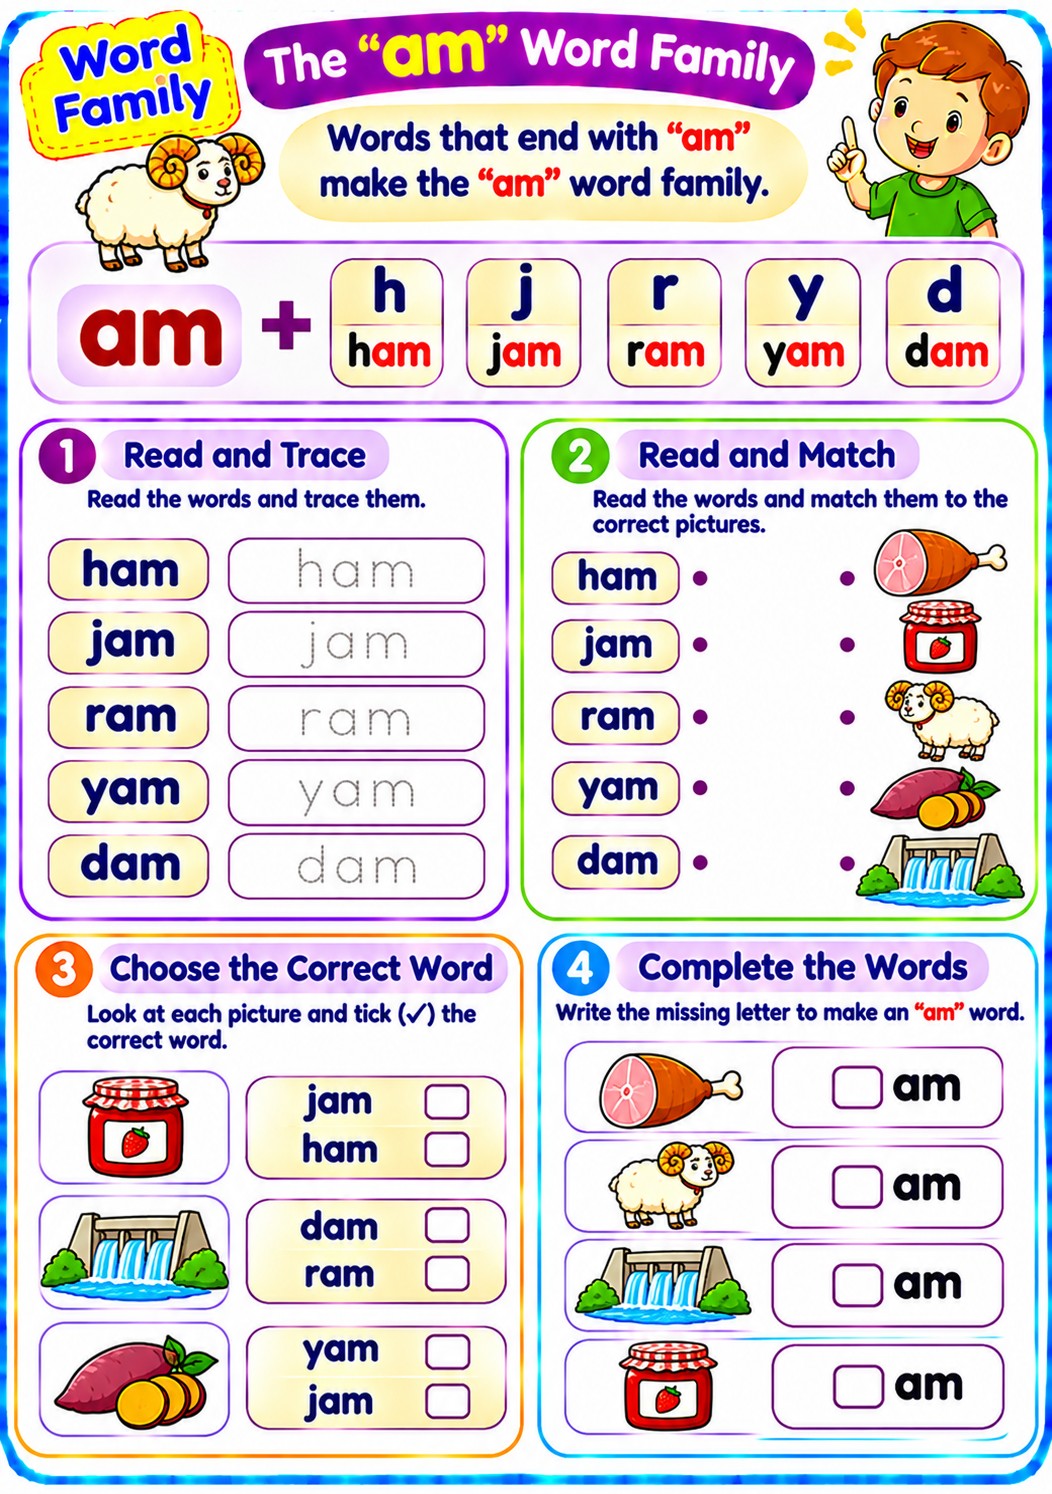 Word
Family
The “am” Word Family
Words that end with “am”
make the “am” word family.
am + h j r y d
ham jam ram yam dam
1 Read and Trace
Read the words and trace them.
ham ham
jam jam
ram ram
yam yam
dam dam
2 Read and Match
Read the words and match them to the
correct pictures.
ham
jam
ram
yam
dam
3 Choose the Correct Word
Look at each picture and tick (✓) the
correct word.
jam
ham
dam
ram
yam
jam
4 Complete the Words
Write the missing letter to make an “am” word.
am
am
am
am